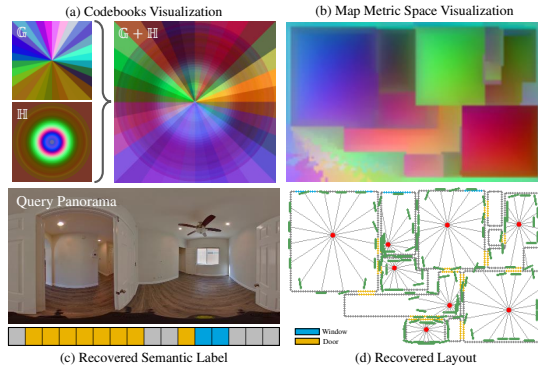 (a) Codebooks Visualization
(b) Map Metric Space Visualization
𝔾
𝔾 + ℍ
ℍ
Query Panorama
Window
Door
(c) Recovered Semantic Label
(d) Recovered Layout